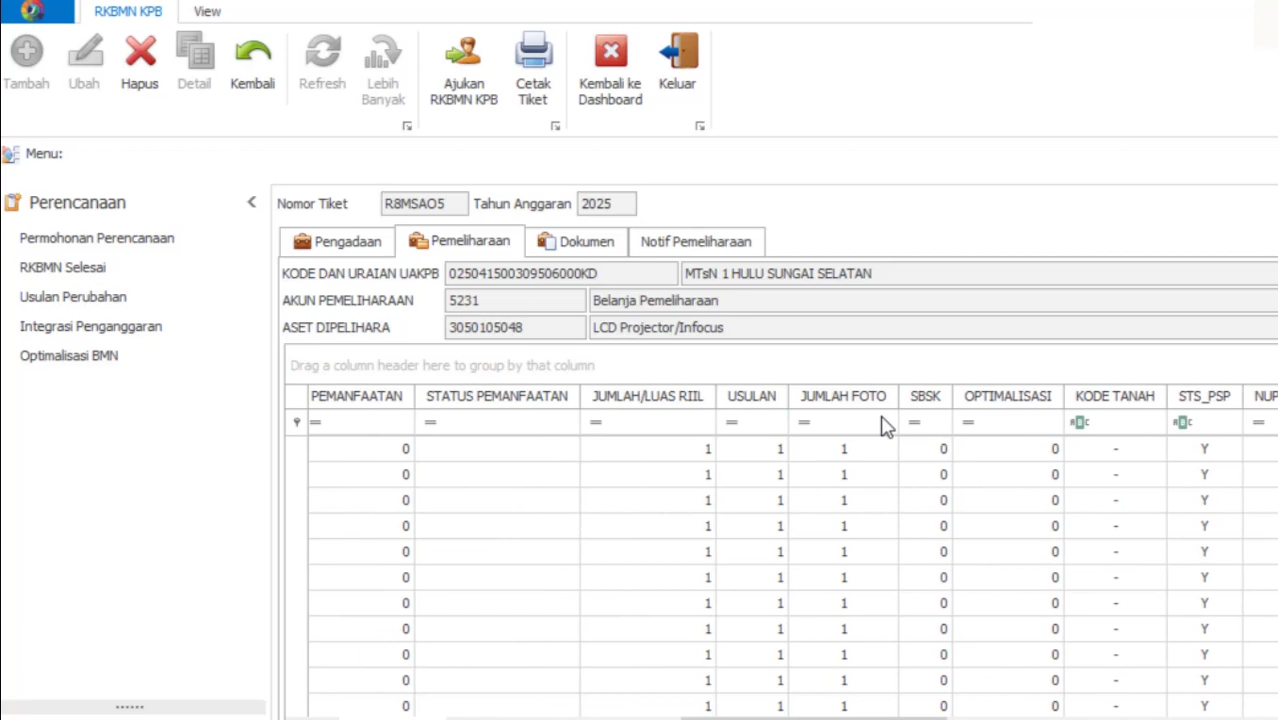 RKBMN KPB View
Tambah Ubah Hapus Detail Kembali Refresh Lebih Banyak Ajukan RKBMN KPB Cetak Tiket Kembali ke Dashboard Keluar
Menu:
Perencanaan
Permohonan Perencanaan
RKBMN Selesai
Usulan Perubahan
Integrasi Penganggaran
Optimalisasi BMN
Nomor Tiket R8MSAO5 Tahun Anggaran 2025
Pengadaan Pemeliharaan Dokumen Notif Pemeliharaan
KODE DAN URAIAN UAKPB 025041500309506000KD MTsN 1 HULU SUNGAI SELATAN
AKUN PEMELIHARAAN 5231 Belanja Pemeliharaan
ASET DIPELIHARA 3050105048 LCD Projector/Infocus
Drag a column header here to group by that column
PEMANFAATAN STATUS PEMANFAATAN JUMLAH/LUAS RIIL USULAN JUMLAH FOTO SBSK OPTIMALISASI KODE TANAH STS_PSP NUP
= = = = = = =  =
0 1 1 1 0 0 - Y
0 1 1 1 0 0 - Y
0 1 1 1 0 0 - Y
0 1 1 1 0 0 - Y
0 1 1 1 0 0 - Y
0 1 1 1 0 0 - Y
0 1 1 1 0 0 - Y
0 1 1 1 0 0 - Y
0 1 1 1 0 0 - Y
0 1 1 1 0 0 - Y
0 1 1 1 0 0 - Y